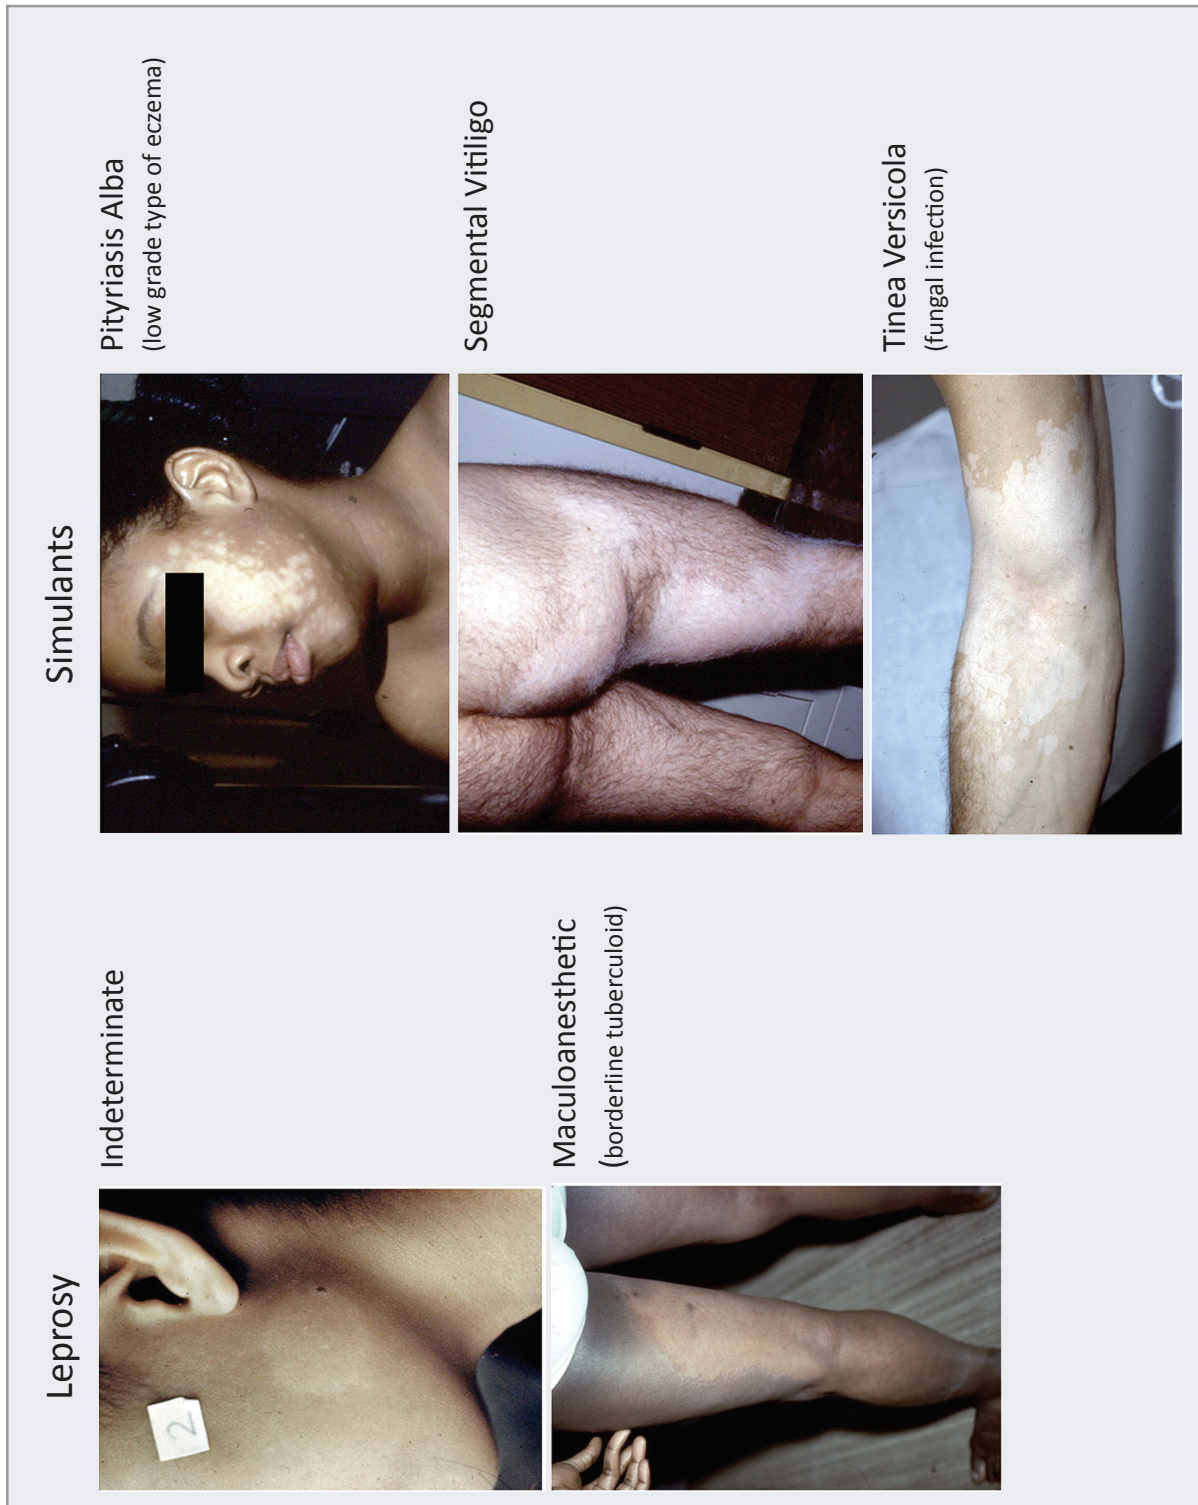 Leprosy
Indeterminate
Maculoanesthetic
(borderline tuberculoid)
2
Simulants
Pityriasis Alba
(low grade type of eczema)
Segmental Vitiligo
Tinea Versicola
(fungal infection)